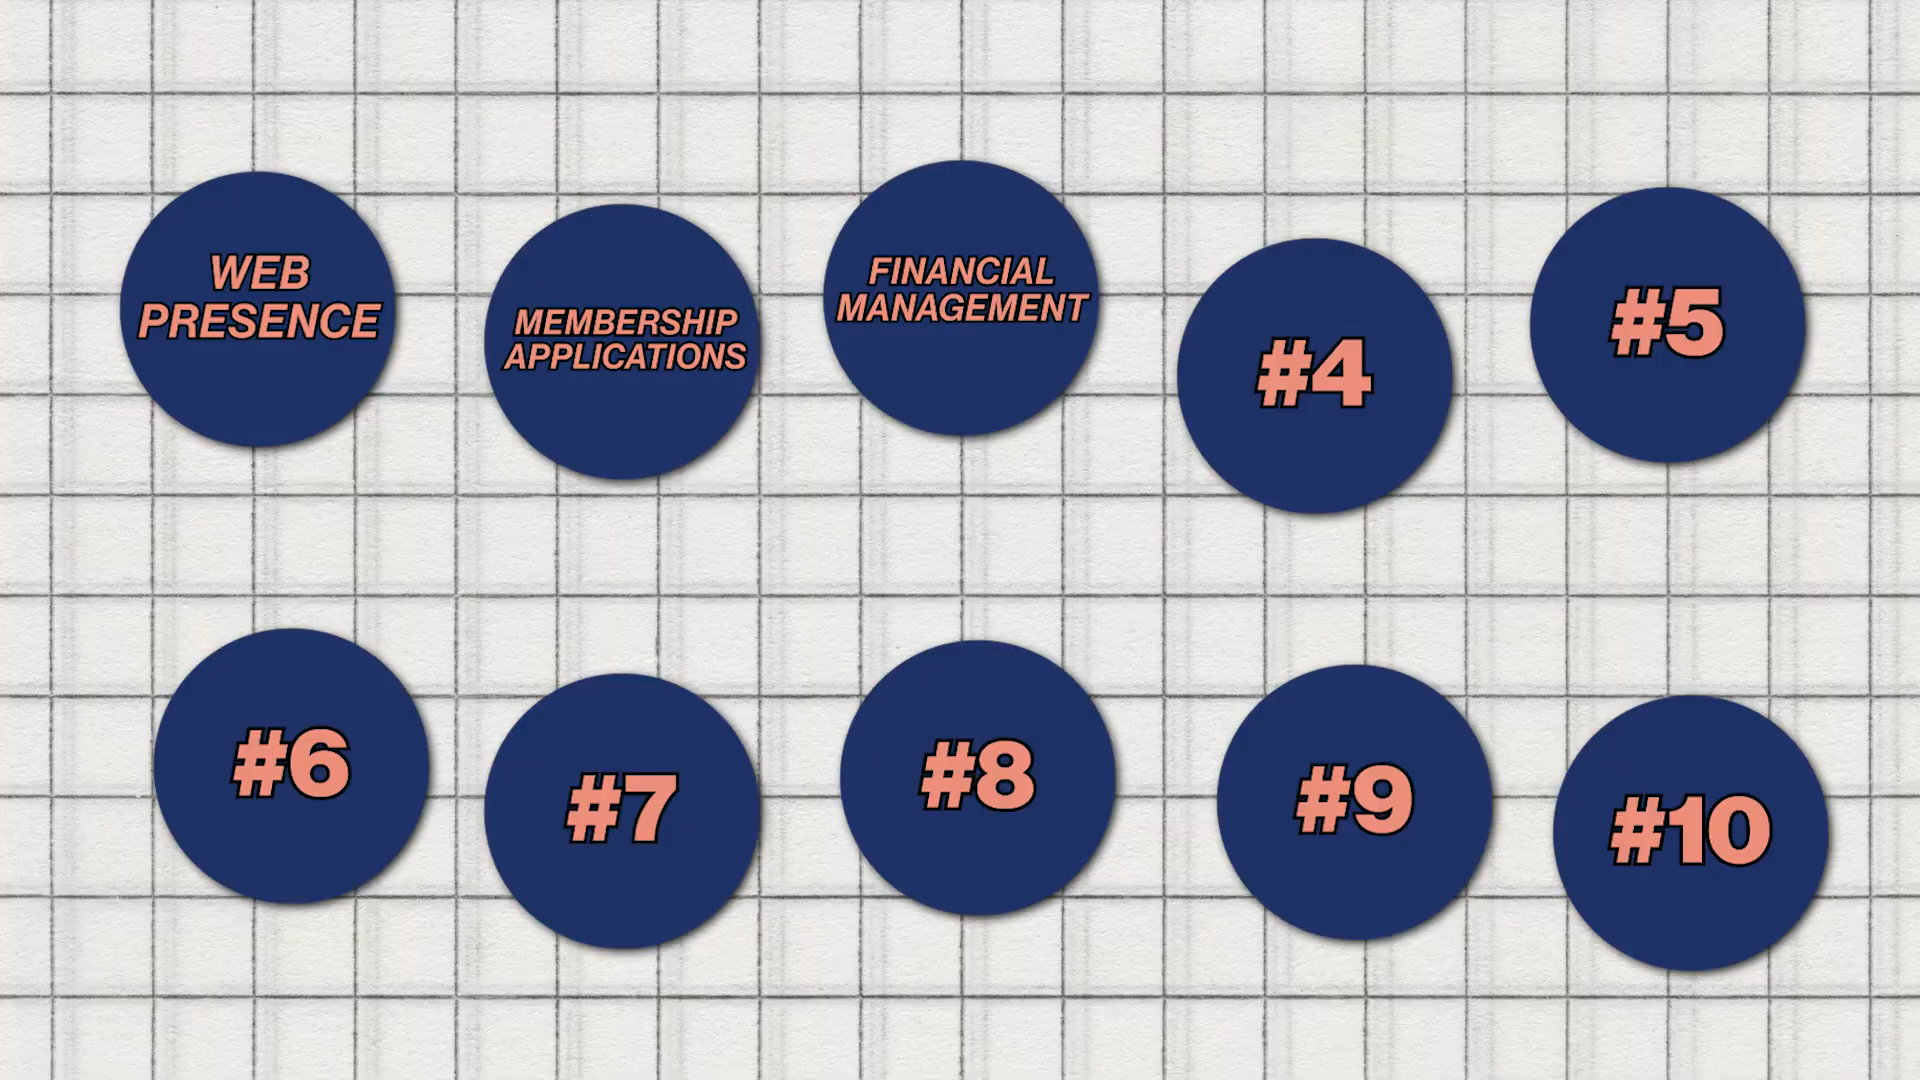 WEB
PRESENCE
MEMBERSHIP
APPLICATIONS
FINANCIAL
MANAGEMENT
#4
#5
#6
#7
#8
#9
#10